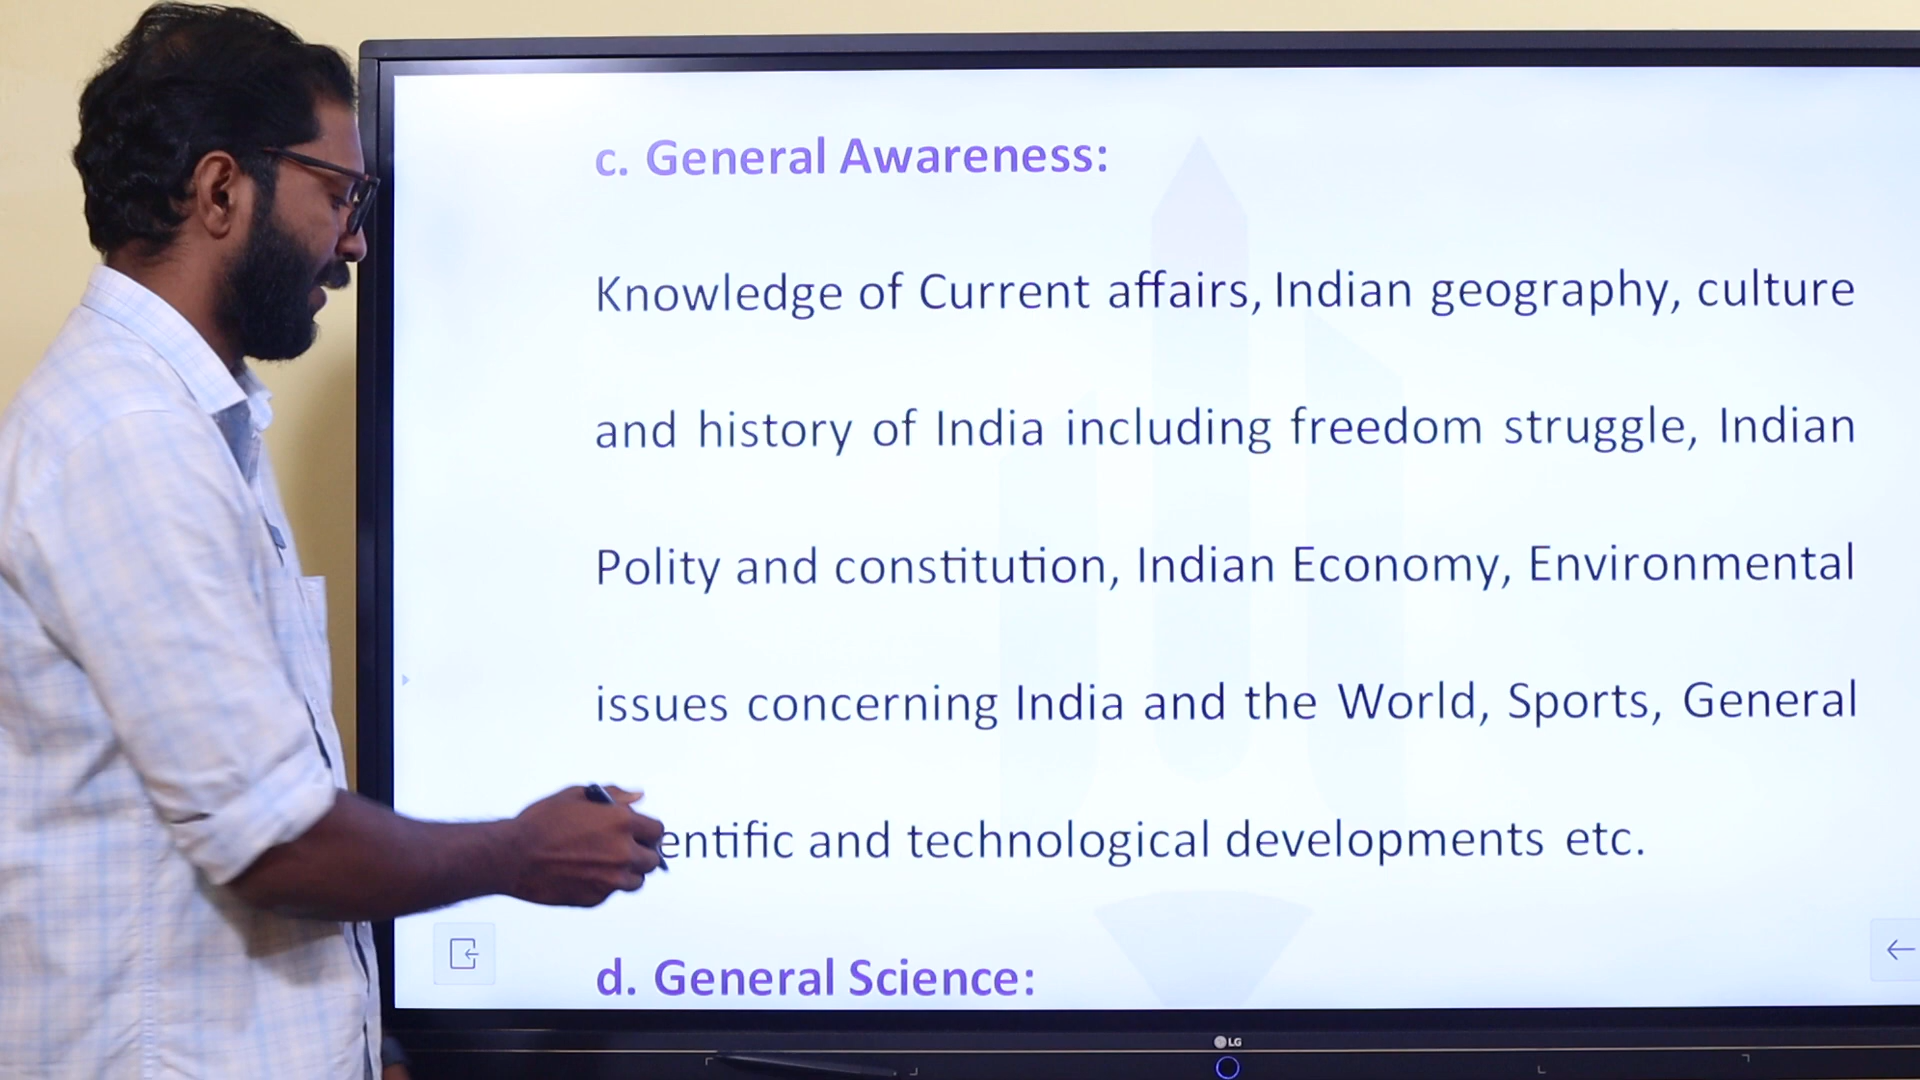 c. General Awareness:
Knowledge of Current affairs, Indian geography, culture
and history of India including freedom struggle, Indian
Polity and constitution, Indian Economy, Environmental
issues concerning India and the World, Sports, General
entific and technological developments etc.
d. General Science:
LG